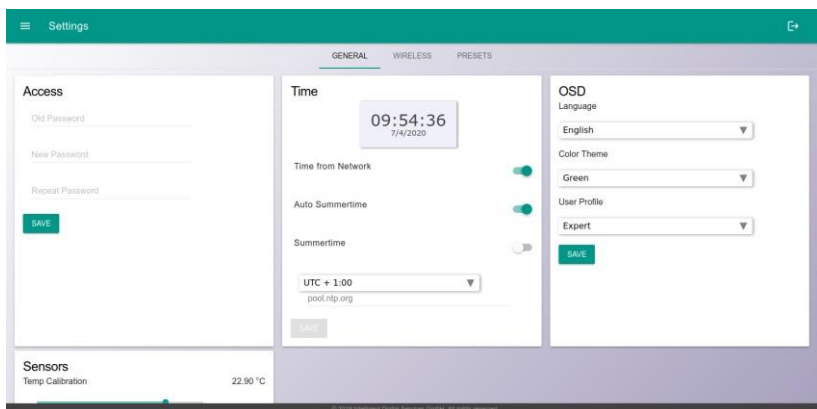 Settings
GENERAL WIRELESS PRESETS
Access
Old Password
New Password
Repeat Password
SAVE
Time
09:54:36
7/4/2020
Time from Network
Auto Summertime
Summertime
UTC + 1:00
pool.ntp.org
SAVE
OSD
Language
English
Color Theme
Green
User Profile
Expert
SAVE
Sensors
Temp Calibration 22.90 °C